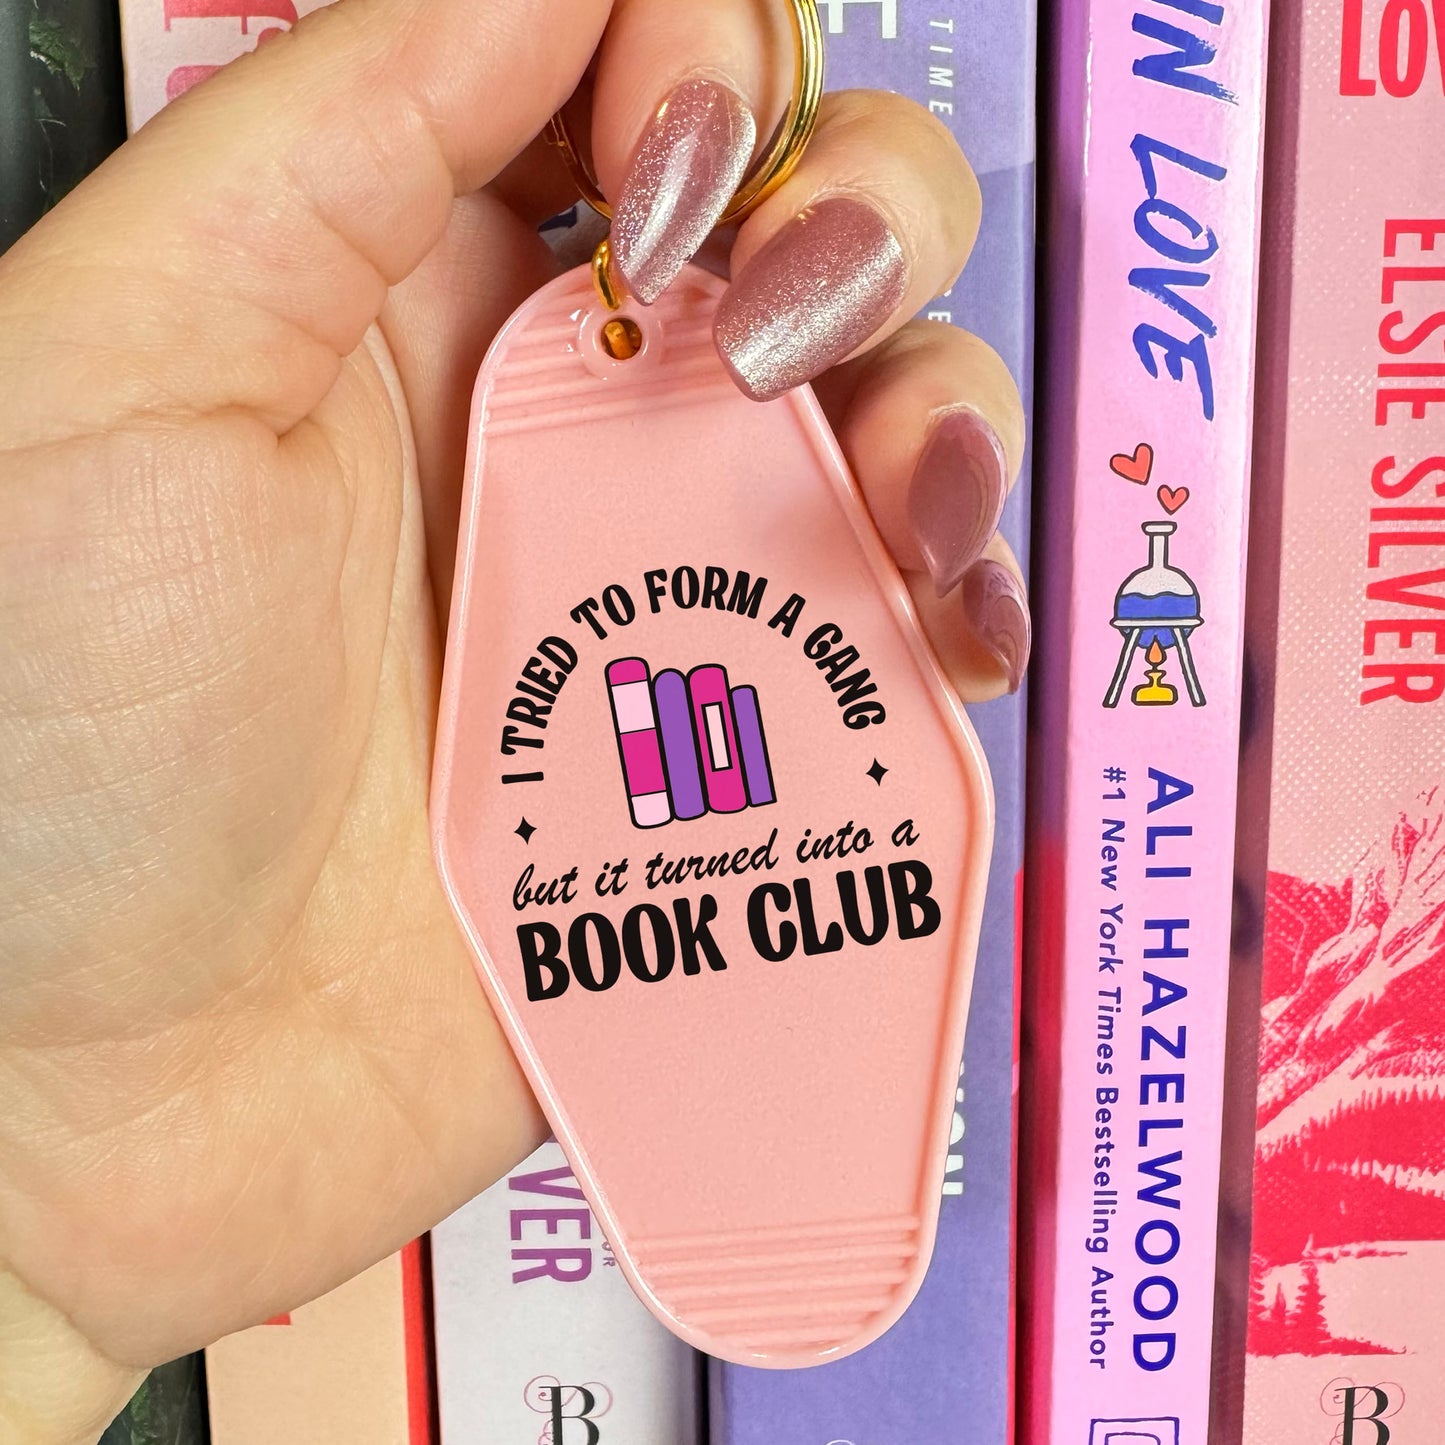 I TRIED TO FORM A GANG
but it turned into a
BOOK CLUB
TIME
VER
IN LOVE
ALI HAZELWOOD
#1 New York Times Bestselling Author
ELSIE SILVER
B
B